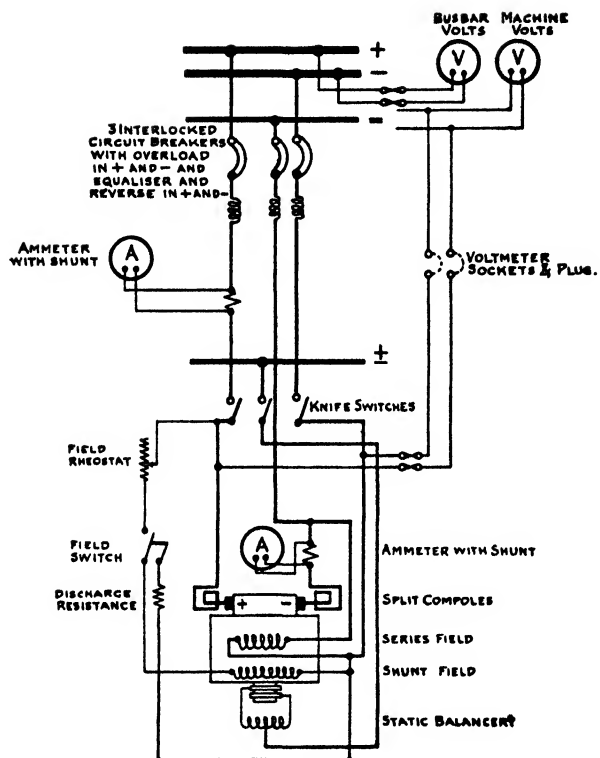 BUSBAR
VOLTS
MACHINE
VOLTS
V
V
+
−
−
3 INTERLOCKED
CIRCUIT BREAKERS
WITH OVERLOAD
IN + AND − AND
EQUALISER AND
REVERSE IN + AND −
AMMETER
WITH SHUNT
A
VOLTMETER
SOCKETS & PLUG.
±
KNIFE SWITCHES
FIELD
RHEOSTAT
FIELD
SWITCH
DISCHARGE
RESISTANCE
A
AMMETER WITH SHUNT
+ −
SPLIT COMPOLES
SERIES FIELD
SHUNT FIELD
STATIC BALANCER